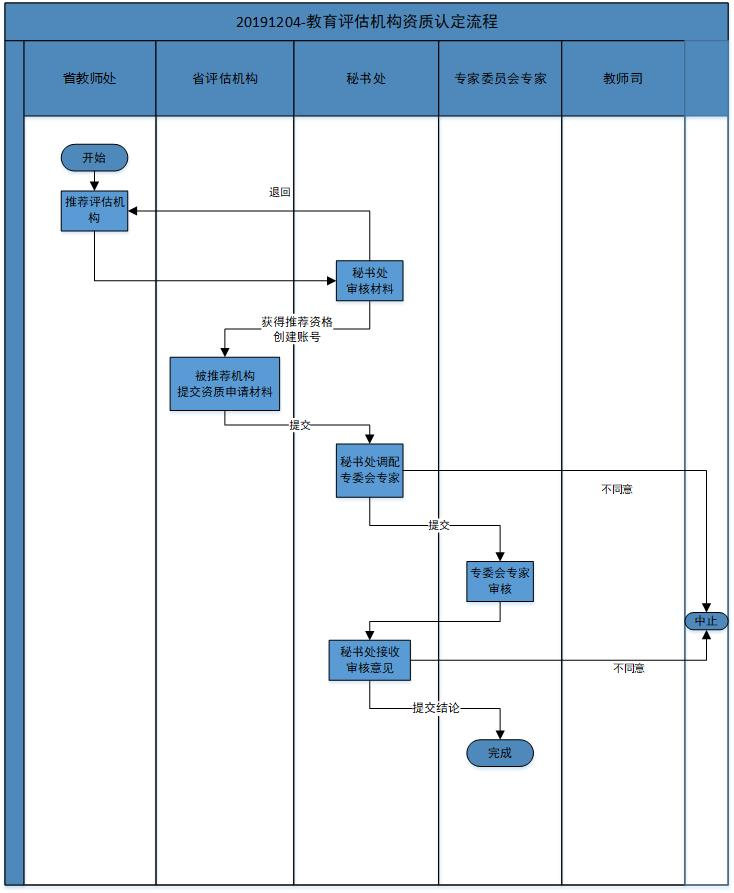 20191204-教育评估机构资质认定流程
省教师处
省评估机构
秘书处
专家委员会专家
教师司
开始
推荐评估机
构
退回
秘书处
审核材料
获得推荐资格
创建账号
被推荐机构
提交资质申请材料
提交
秘书处调配
专委会专家
不同意
提交
专委会专家
审核
中止
秘书处接收
审核意见
不同意
提交结论
完成